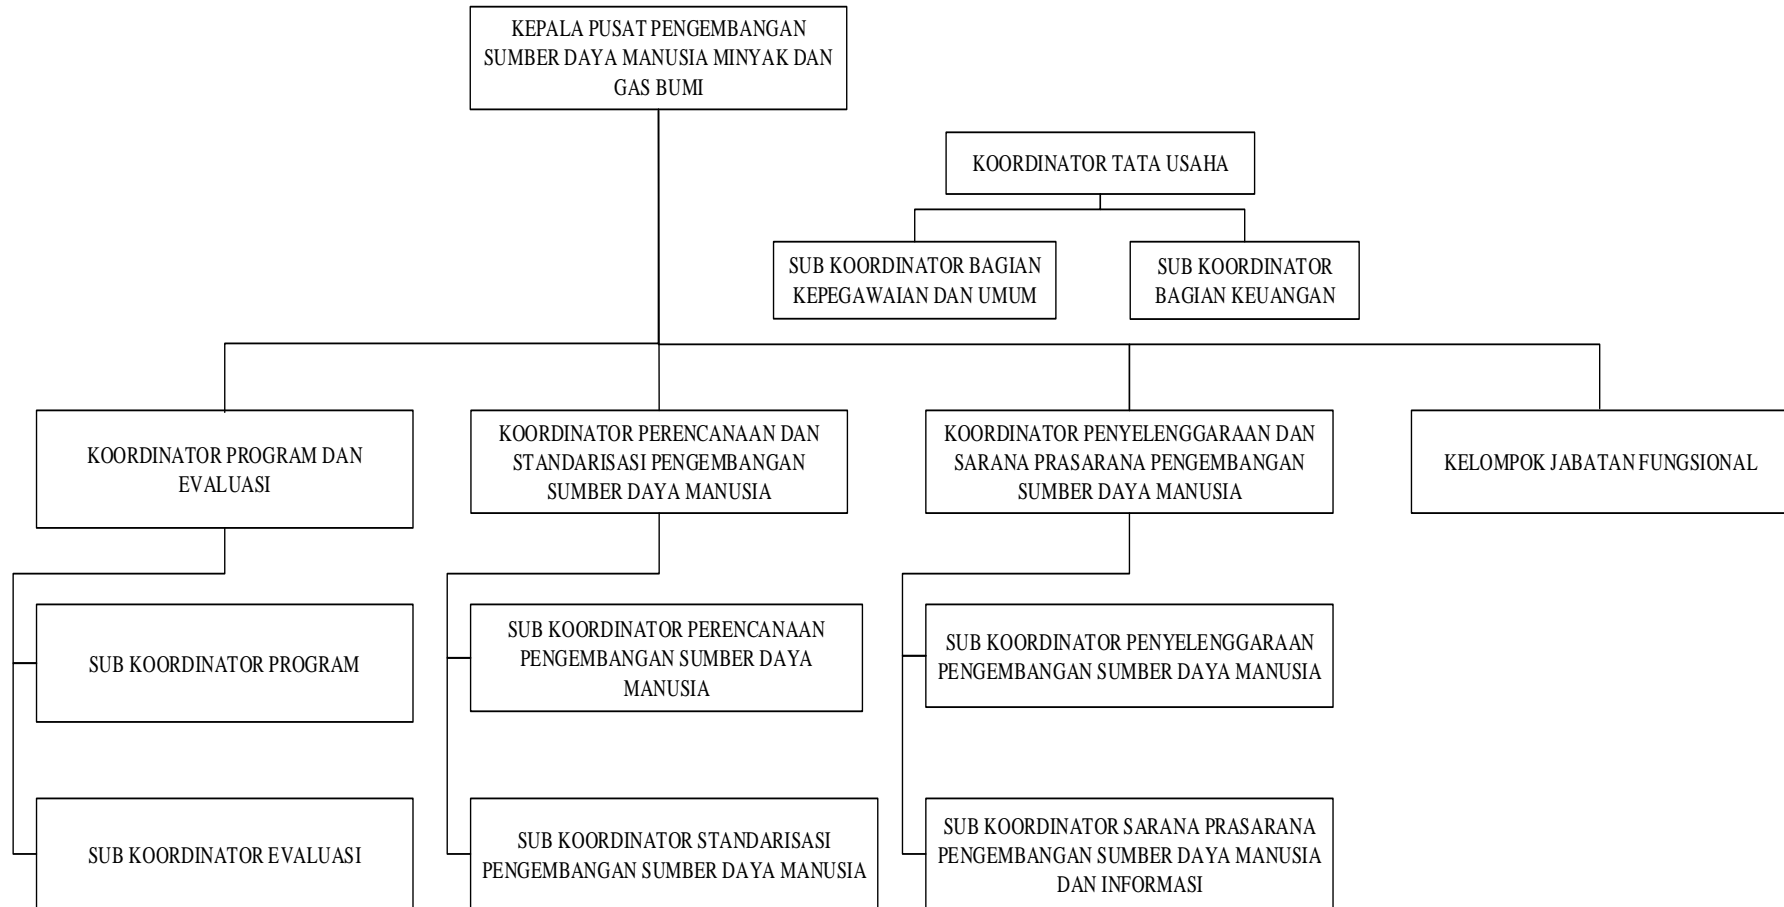 KEPALA PUSAT PENGEMBANGAN
SUMBER DAYA MANUSIA MINYAK DAN
GAS BUMI
KOORDINATOR TATA USAHA
SUB KOORDINATOR BAGIAN
KEPEGAWAIAN DAN UMUM
SUB KOORDINATOR
BAGIAN KEUANGAN
KOORDINATOR PROGRAM DAN
EVALUASI
KOORDINATOR PERENCANAAN DAN
STANDARISASI PENGEMBANGAN
SUMBER DAYA MANUSIA
KOORDINATOR PENYELENGGARAAN DAN
SARANA PRASARANA PENGEMBANGAN
SUMBER DAYA MANUSIA
KELOMPOK JABATAN FUNGSIONAL
SUB KOORDINATOR PROGRAM
SUB KOORDINATOR PERENCANAAN
PENGEMBANGAN SUMBER DAYA
MANUSIA
SUB KOORDINATOR PENYELENGGARAAN
PENGEMBANGAN SUMBER DAYA MANUSIA
SUB KOORDINATOR EVALUASI
SUB KOORDINATOR STANDARISASI
PENGEMBANGAN SUMBER DAYA MANUSIA
SUB KOORDINATOR SARANA PRASARANA
PENGEMBANGAN SUMBER DAYA MANUSIA
DAN INFORMASI